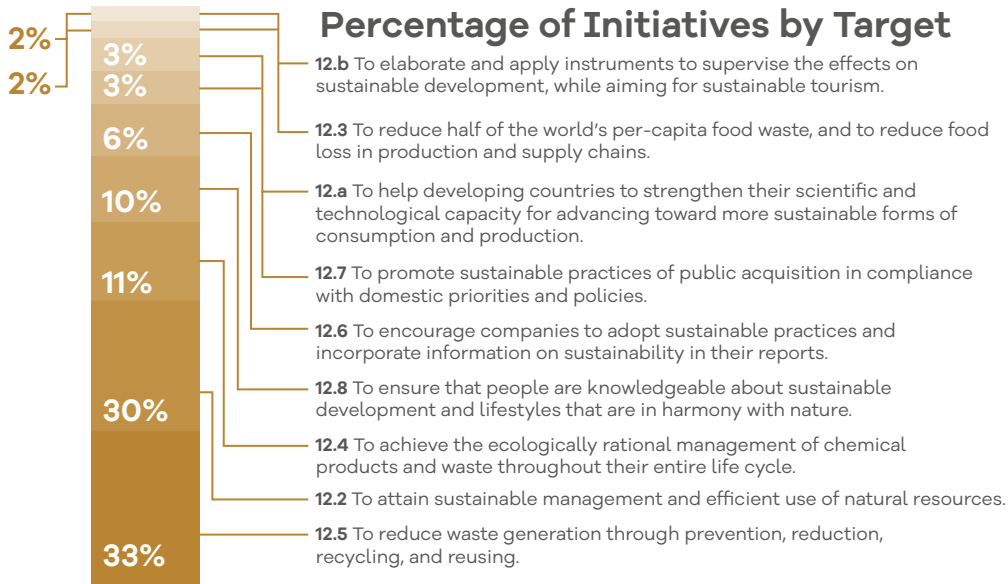 Percentage of Initiatives by Target
2%
2%
3%
3%
6%
10%
11%
30%
33%
12.b To elaborate and apply instruments to supervise the effects on
sustainable development, while aiming for sustainable tourism.
12.3 To reduce half of the world’s per-capita food waste, and to reduce food
loss in production and supply chains.
12.a To help developing countries to strengthen their scientific and
technological capacity for advancing toward more sustainable forms of
consumption and production.
12.7 To promote sustainable practices of public acquisition in compliance
with domestic priorities and policies.
12.6 To encourage companies to adopt sustainable practices and
incorporate information on sustainability in their reports.
12.8 To ensure that people are knowledgeable about sustainable
development and lifestyles that are in harmony with nature.
12.4 To achieve the ecologically rational management of chemical
products and waste throughout their entire life cycle.
12.2 To attain sustainable management and efficient use of natural resources.
12.5 To reduce waste generation through prevention, reduction,
recycling, and reusing.